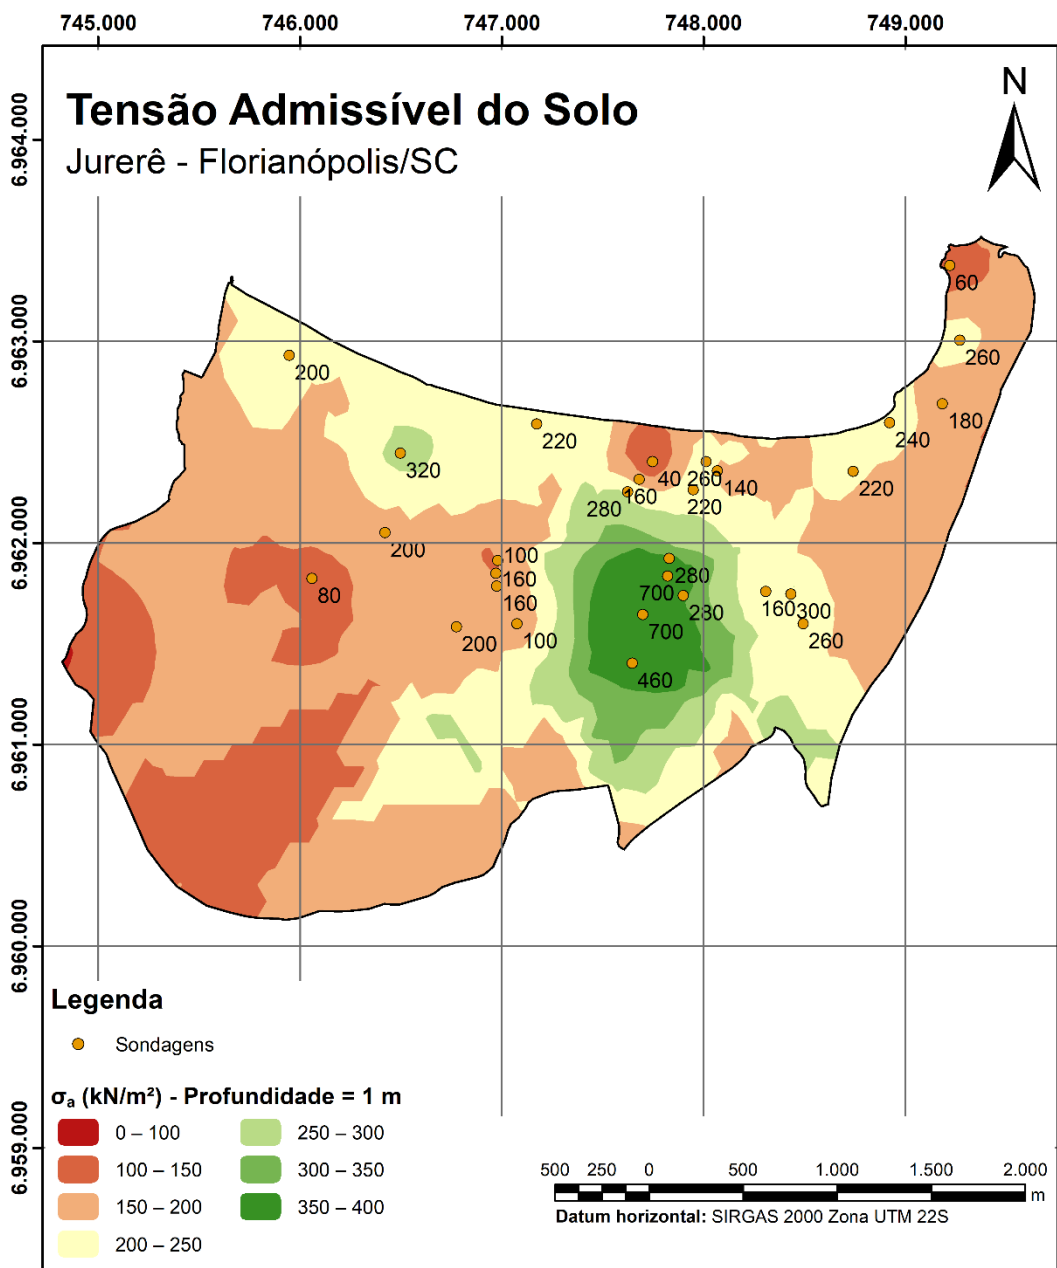 745.000 746.000 747.000 748.000 749.000
Tensão Admissível do Solo
Jurerê - Florianópolis/SC
N
6.964.000
6.963.000
6.962.000
6.961.000
6.960.000
6.959.000
60
260
200
180
240
220
320
40
260
140
220
160
220
280
200
100
280
160
80
700
160
280
160
300
200
100
700
260
460
Legenda
Sondagens
σa (kN/m²) - Profundidade = 1 m
0 – 100
100 – 150
150 – 200
200 – 250
250 – 300
300 – 350
350 – 400
500 250 0 500 1.000 1.500 2.000
m
Datum horizontal: SIRGAS 2000 Zona UTM 22S